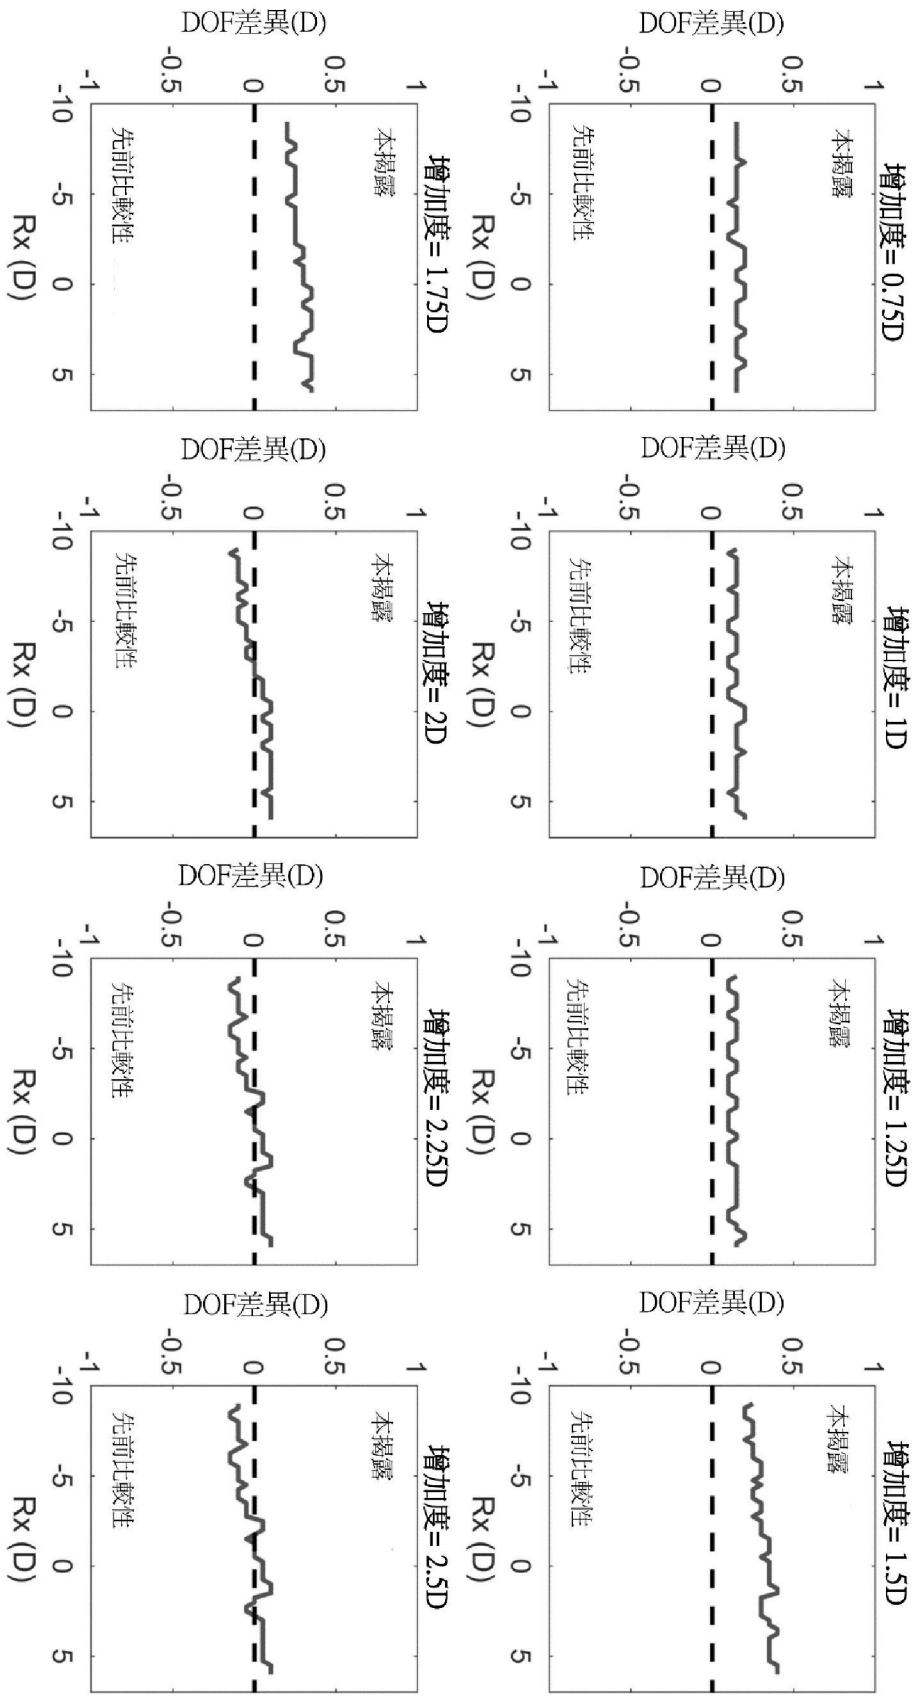 增加度= 0.75D
DOF差異(D)
1
0.5
0
-0.5
-1
本揭露
先前比較性
-10 -5 0 5
Rx (D)
增加度= 1D
DOF差異(D)
1
0.5
0
-0.5
-1
本揭露
先前比較性
-10 -5 0 5
Rx (D)
增加度= 1.25D
DOF差異(D)
1
0.5
0
-0.5
-1
本揭露
先前比較性
-10 -5 0 5
Rx (D)
增加度= 1.5D
DOF差異(D)
1
0.5
0
-0.5
-1
本揭露
先前比較性
-10 -5 0 5
Rx (D)
增加度= 1.75D
DOF差異(D)
1
0.5
0
-0.5
-1
本揭露
先前比較性
-10 -5 0 5
Rx (D)
增加度= 2D
DOF差異(D)
1
0.5
0
-0.5
-1
本揭露
先前比較性
-10 -5 0 5
Rx (D)
增加度= 2.25D
DOF差異(D)
1
0.5
0
-0.5
-1
本揭露
先前比較性
-10 -5 0 5
Rx (D)
增加度= 2.5D
DOF差異(D)
1
0.5
0
-0.5
-1
本揭露
先前比較性
-10 -5 0 5
Rx (D)